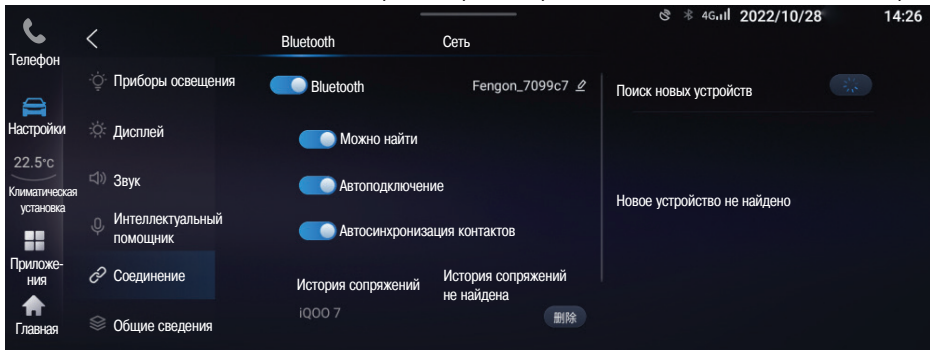 4G 2022/10/28 14:26
Телефон
Bluetooth Сеть
Приборы освещения
Bluetooth Fengon_7099c7
Поиск новых устройств
Настройки
Дисплей
Можно найти
22.5°C
Климатическая
установка
Звук
Автоподключение
Новое устройство не найдено
Интеллектуальный
помощник
Автосинхронизация контактов
Приложе-
ния
Соединение
История сопряжений
История сопряжений
не найдена
iQOO 7
删除
Главная
Общие сведения